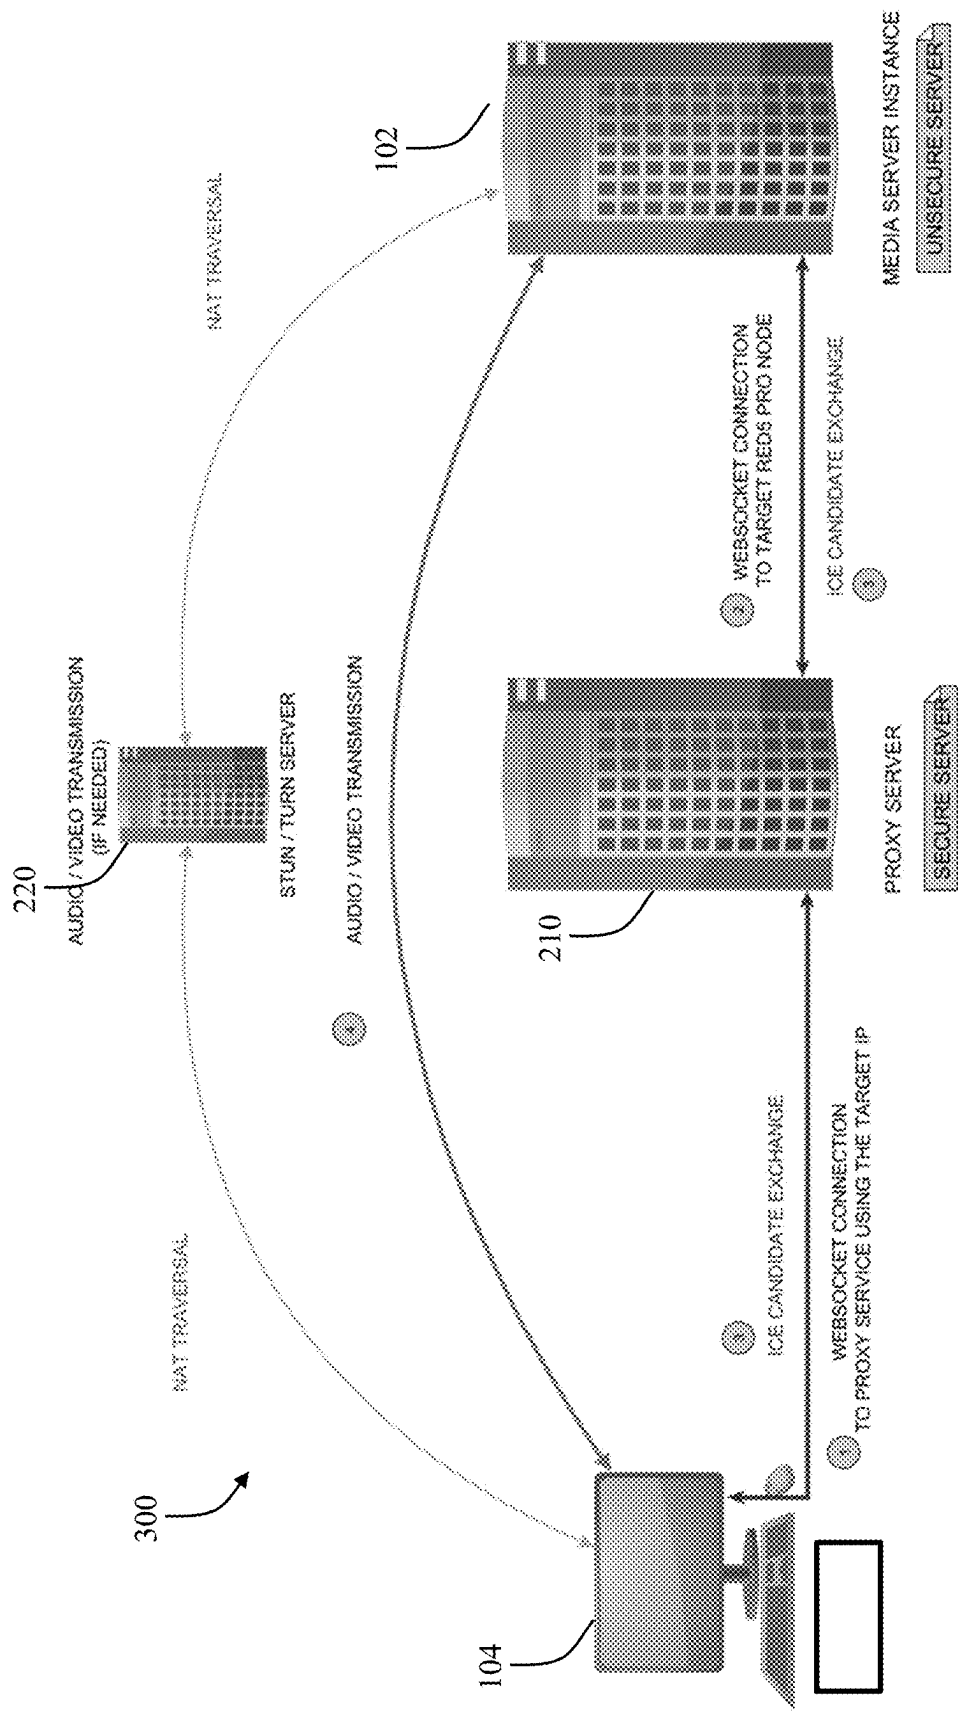 300
220
AUDIO / VIDEO TRANSMISSION
(IF NEEDED)
NAT TRAVERSAL
NAT TRAVERSAL
STUN / TURN SERVER
AUDIO / VIDEO TRANSMISSION
102
104
210
2
WEBSOCKET CONNECTION
TO TARGET RED5 PRO NODE
ICE CANDIDATE EXCHANGE
ICE CANDIDATE EXCHANGE
WEBSOCKET CONNECTION
TO PROXY SERVICE USING THE TARGET IP
PROXY SERVER
SECURE SERVER
MEDIA SERVER INSTANCE
UNSECURE SERVER